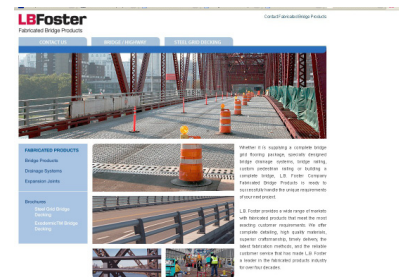 LBFoster
Fabricated Bridge Products
Contact Fabricated Bridge Products
CONTACT US
BRIDGE / HIGHWAY
STEEL GRID DECKING
FABRICATED PRODUCTS
Bridge Products
Drainage Systems
Expansion Joints
Brochures
Steel Grid Bridge
Decking
Exodermic™ Bridge
Decking
Whether it is supplying a complete bridge
grid flooring package, specially designed
bridge drainage systems, bridge railing,
custom pedestrian railing or building a
complete bridge, L.B. Foster Company
Fabricated Bridge Products is ready to
successfully handle the unique requirements
of your next project.
L.B. Foster provides a wide range of markets
with fabricated products that meet the most
exacting customer requirements. We offer
complete detailing, high quality materials,
superior craftsmanship, timely delivery, the
latest fabrication methods, and the reliable
customer service that has made L.B. Foster
a leader in the fabricated products industry
for over four decades.